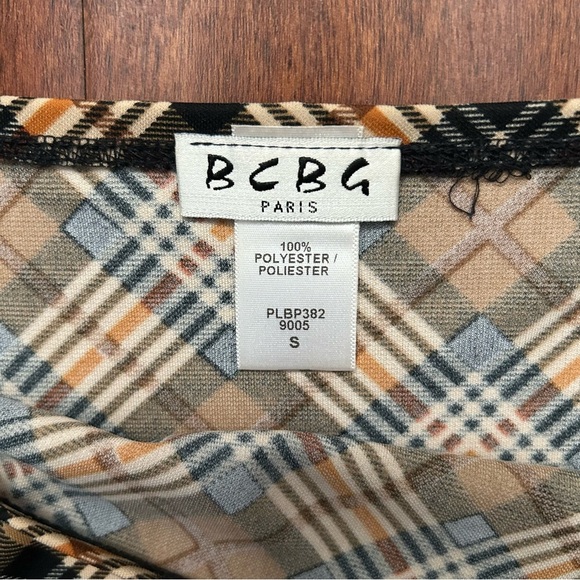 BCBG
PARIS
100%
POLYESTER /
POLIESTER
PLBP382
9005
S